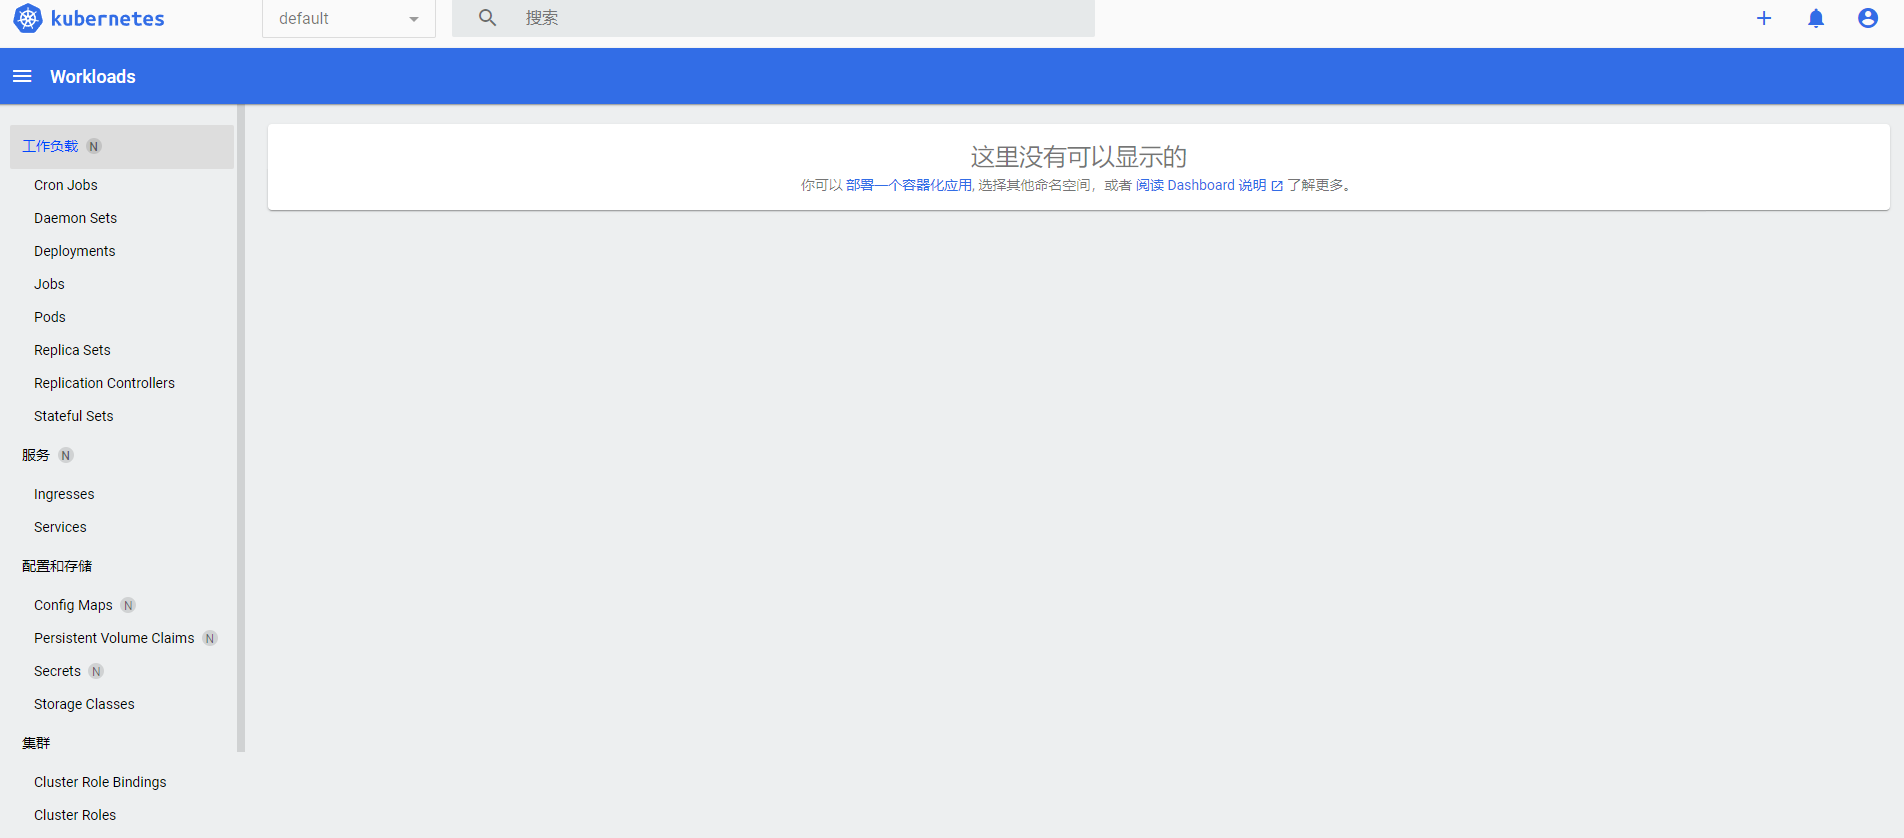 kubernetes
default
搜索
Workloads
工作负载 N
Cron Jobs
Daemon Sets
Deployments
Jobs
Pods
Replica Sets
Replication Controllers
Stateful Sets
服务 N
Ingresses
Services
配置和存储
Config Maps N
Persistent Volume Claims N
Secrets N
Storage Classes
集群
Cluster Role Bindings
Cluster Roles
这里没有可以显示的
你可以 部署一个容器化应用, 选择其他命名空间，或者 阅读 Dashboard 说明 了解更多。